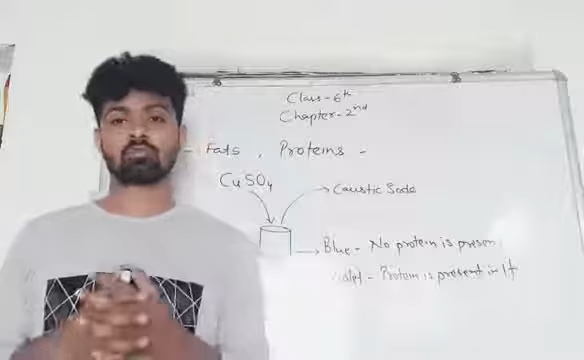 Class-6th
Chapter-2nd
- Fats, Proteins -
CuSO4
Caustic Soda
Blue - No protein is presen
Protein is present in It